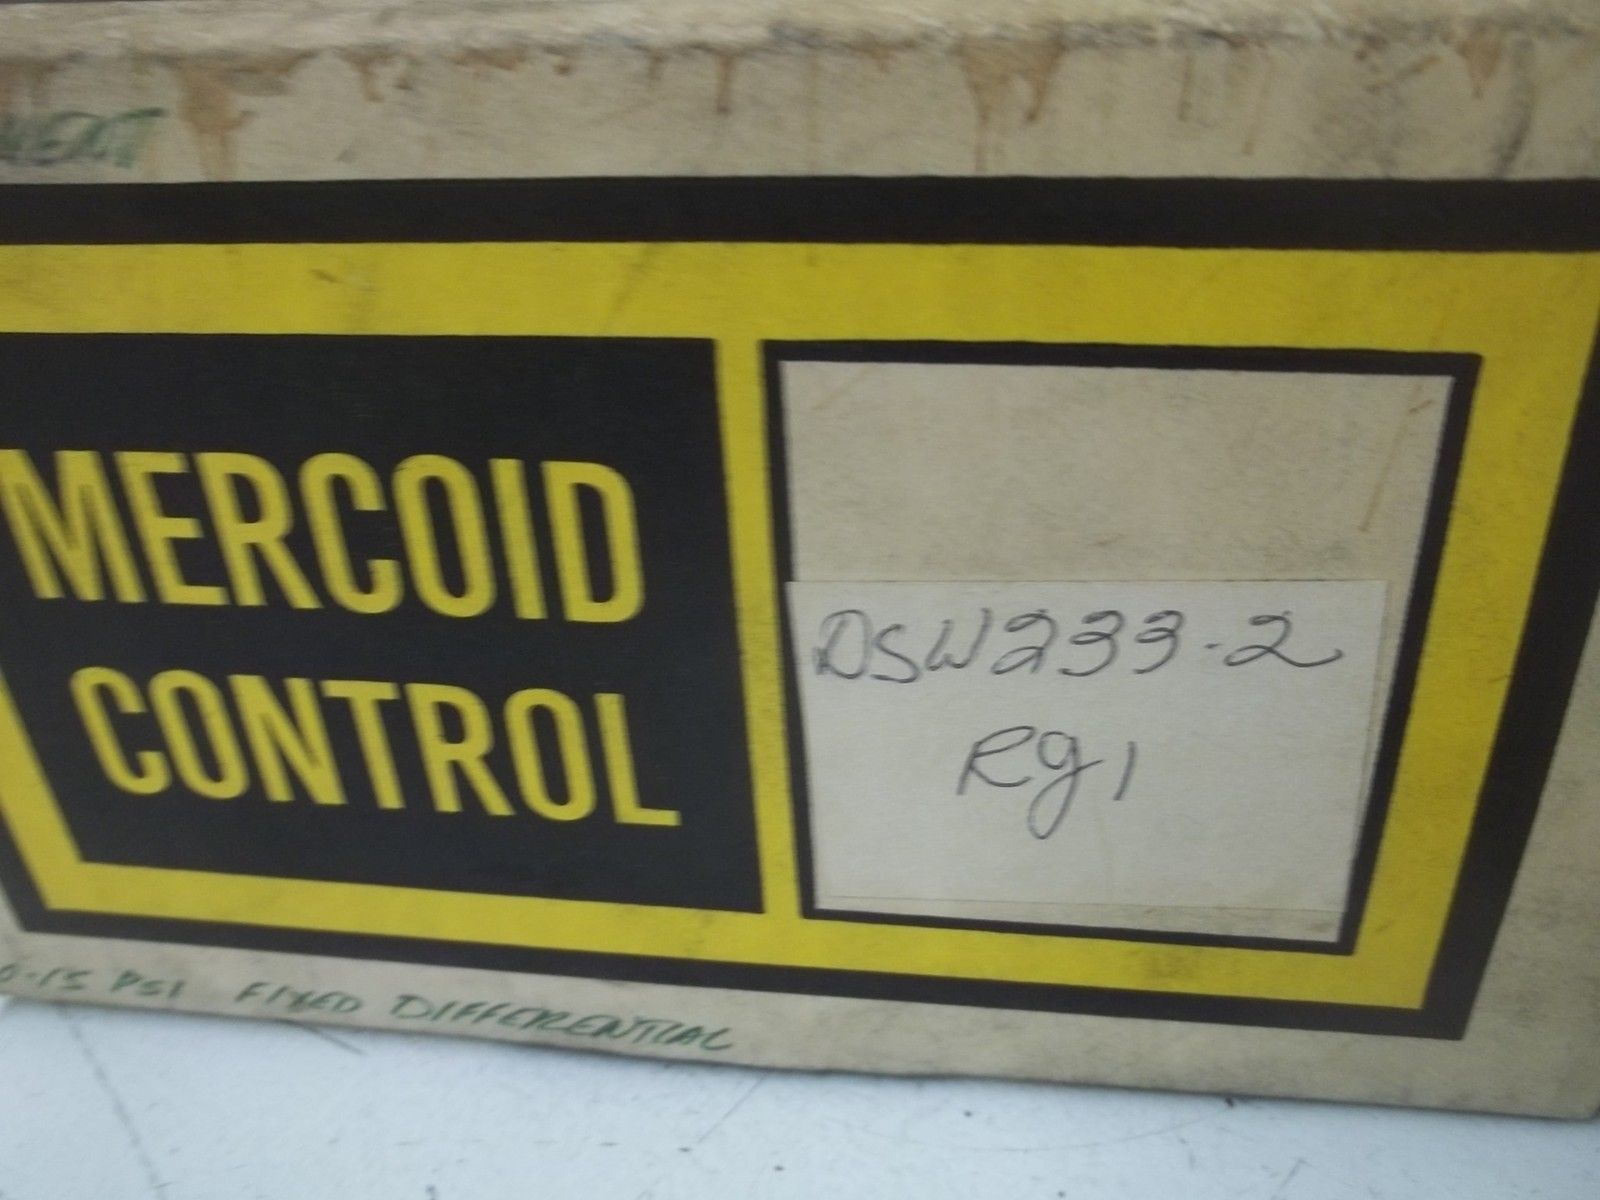 MERCOID
CONTROL
DSW233-2
Rg1
0-15 PSI FIXED DIFFERENTIAL